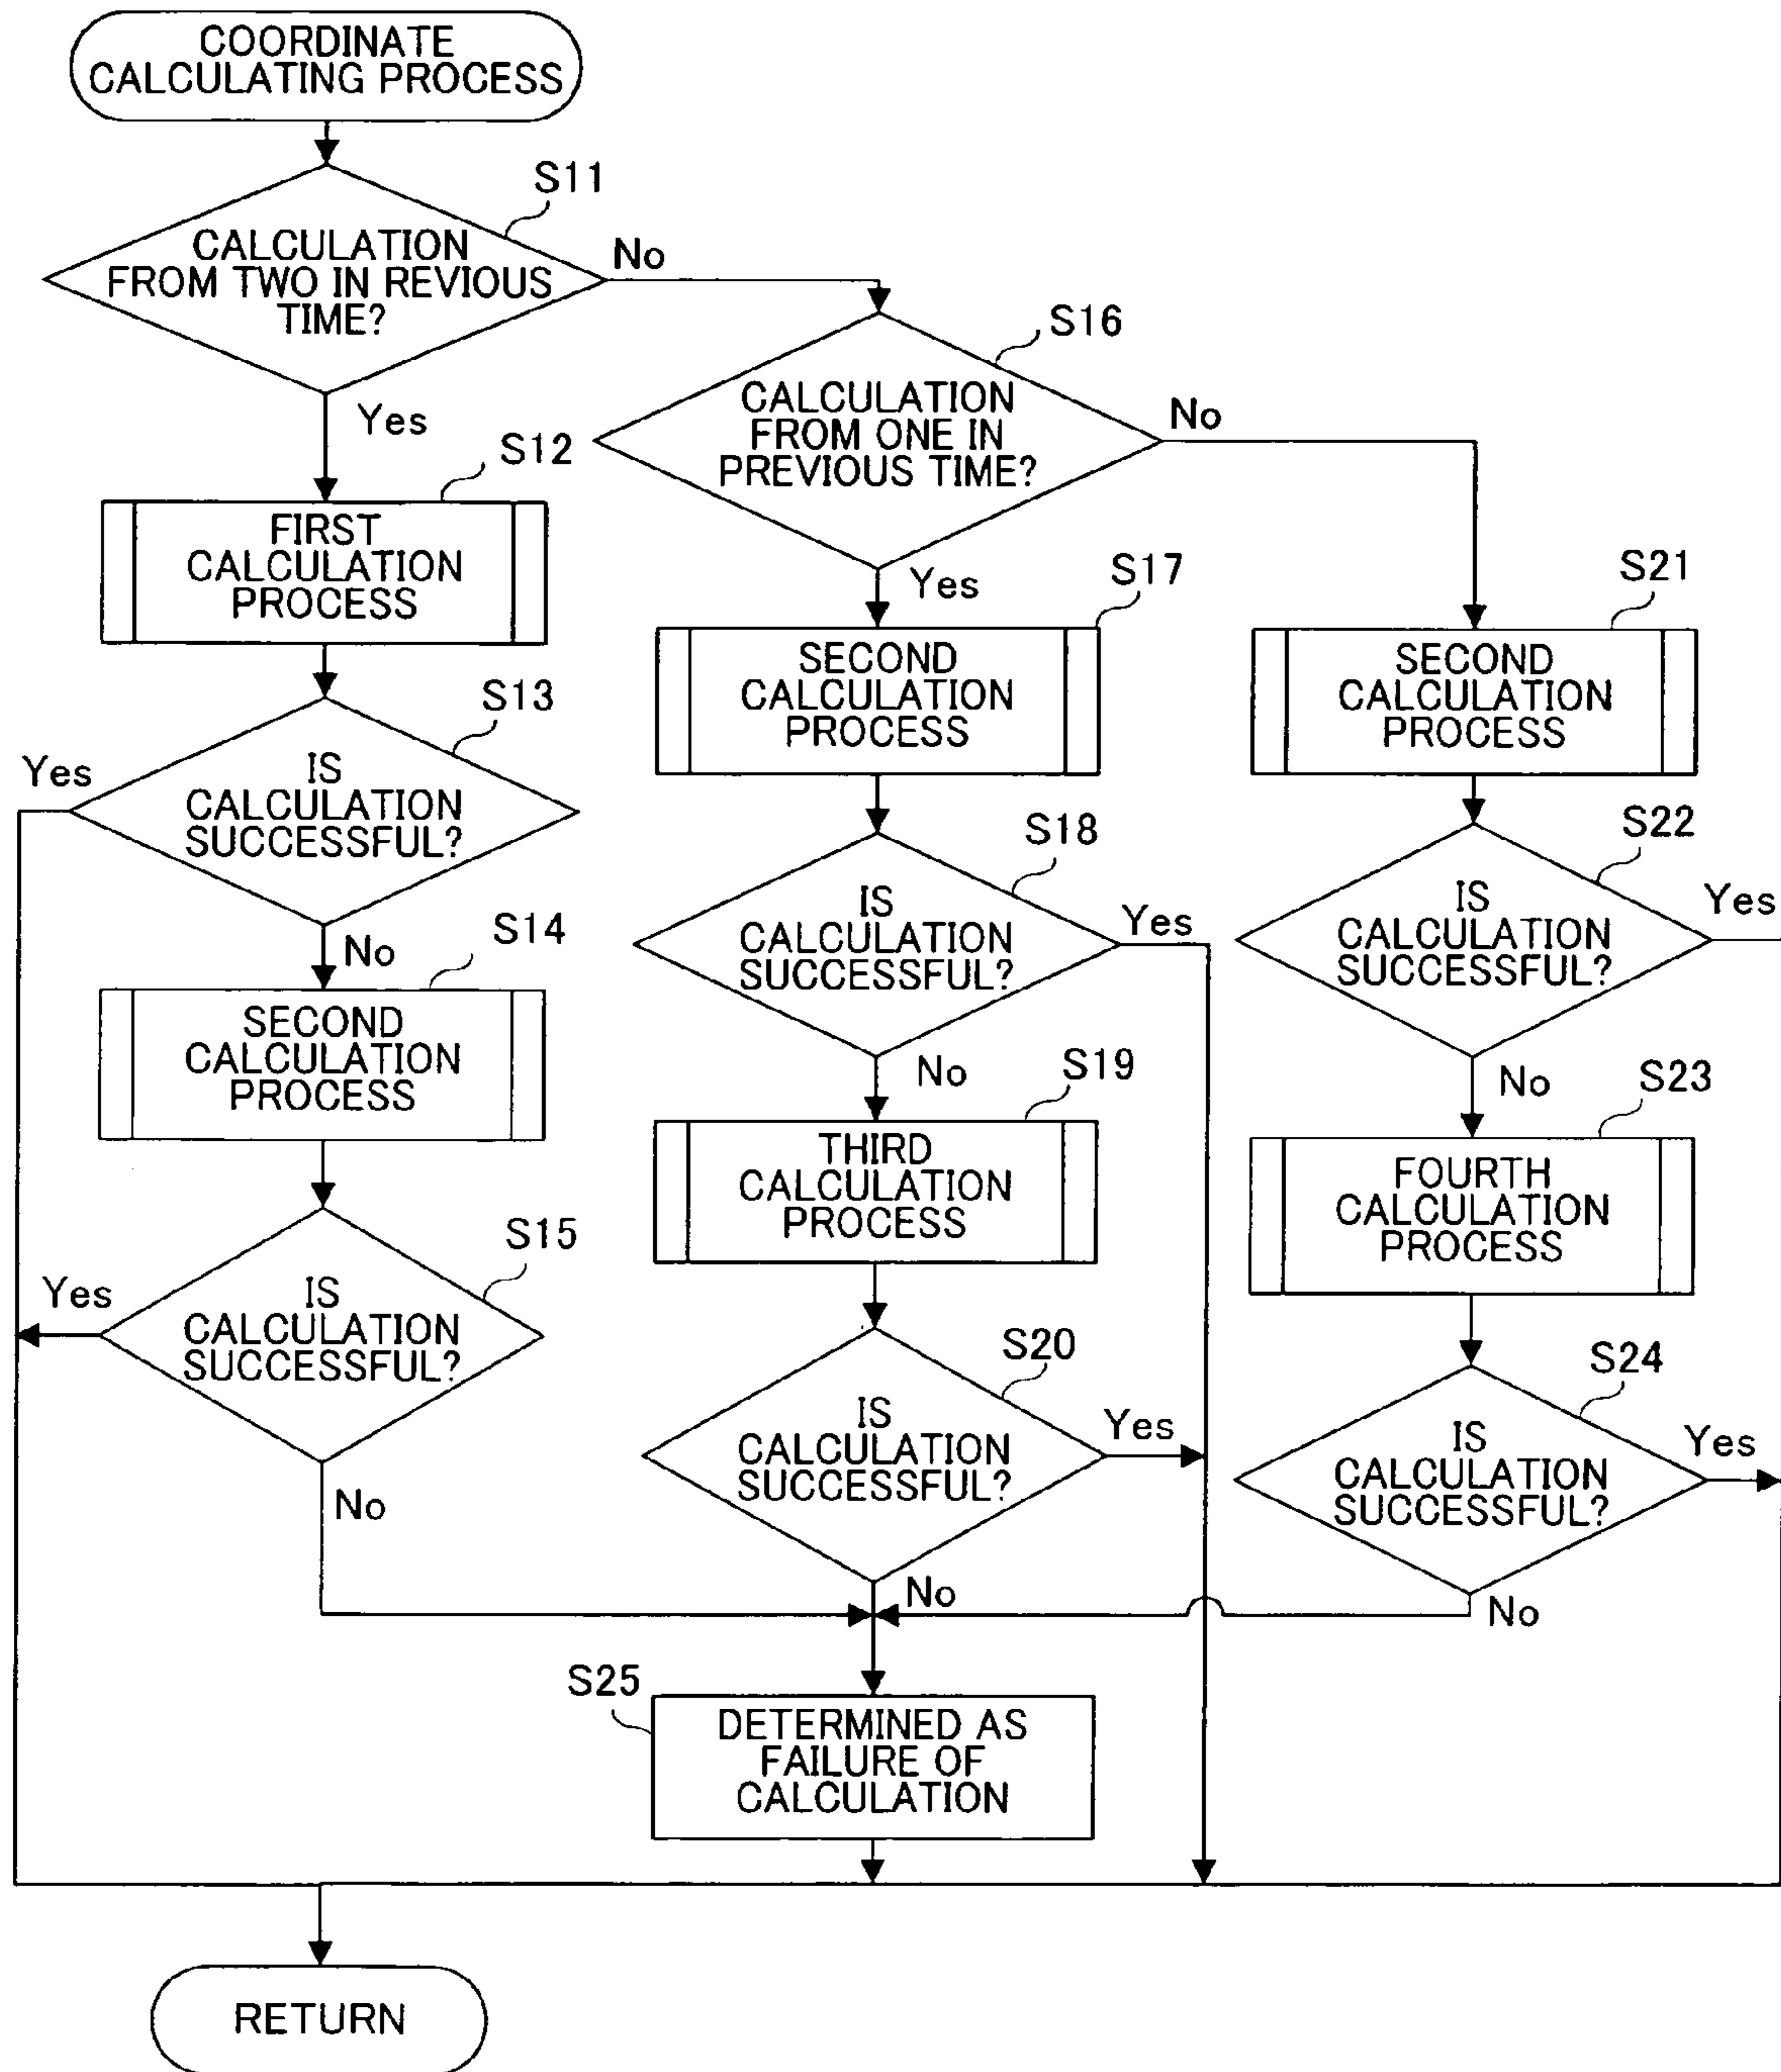 COORDINATE
CALCULATING PROCESS
S11
CALCULATION
FROM TWO IN REVIOUS
TIME?
No
Yes
S12
FIRST
CALCULATION
PROCESS
S13
Yes
IS
CALCULATION
SUCCESSFUL?
No
S14
SECOND
CALCULATION
PROCESS
S15
Yes
IS
CALCULATION
SUCCESSFUL?
No
S16
CALCULATION
FROM ONE IN
PREVIOUS TIME?
No
Yes
S17
SECOND
CALCULATION
PROCESS
S18
IS
CALCULATION
SUCCESSFUL?
Yes
No
S19
THIRD
CALCULATION
PROCESS
S20
IS
CALCULATION
SUCCESSFUL?
Yes
No
S21
SECOND
CALCULATION
PROCESS
S22
IS
CALCULATION
SUCCESSFUL?
Yes
No
S23
FOURTH
CALCULATION
PROCESS
S24
IS
CALCULATION
SUCCESSFUL?
Yes
No
S25
DETERMINED AS
FAILURE OF
CALCULATION
RETURN